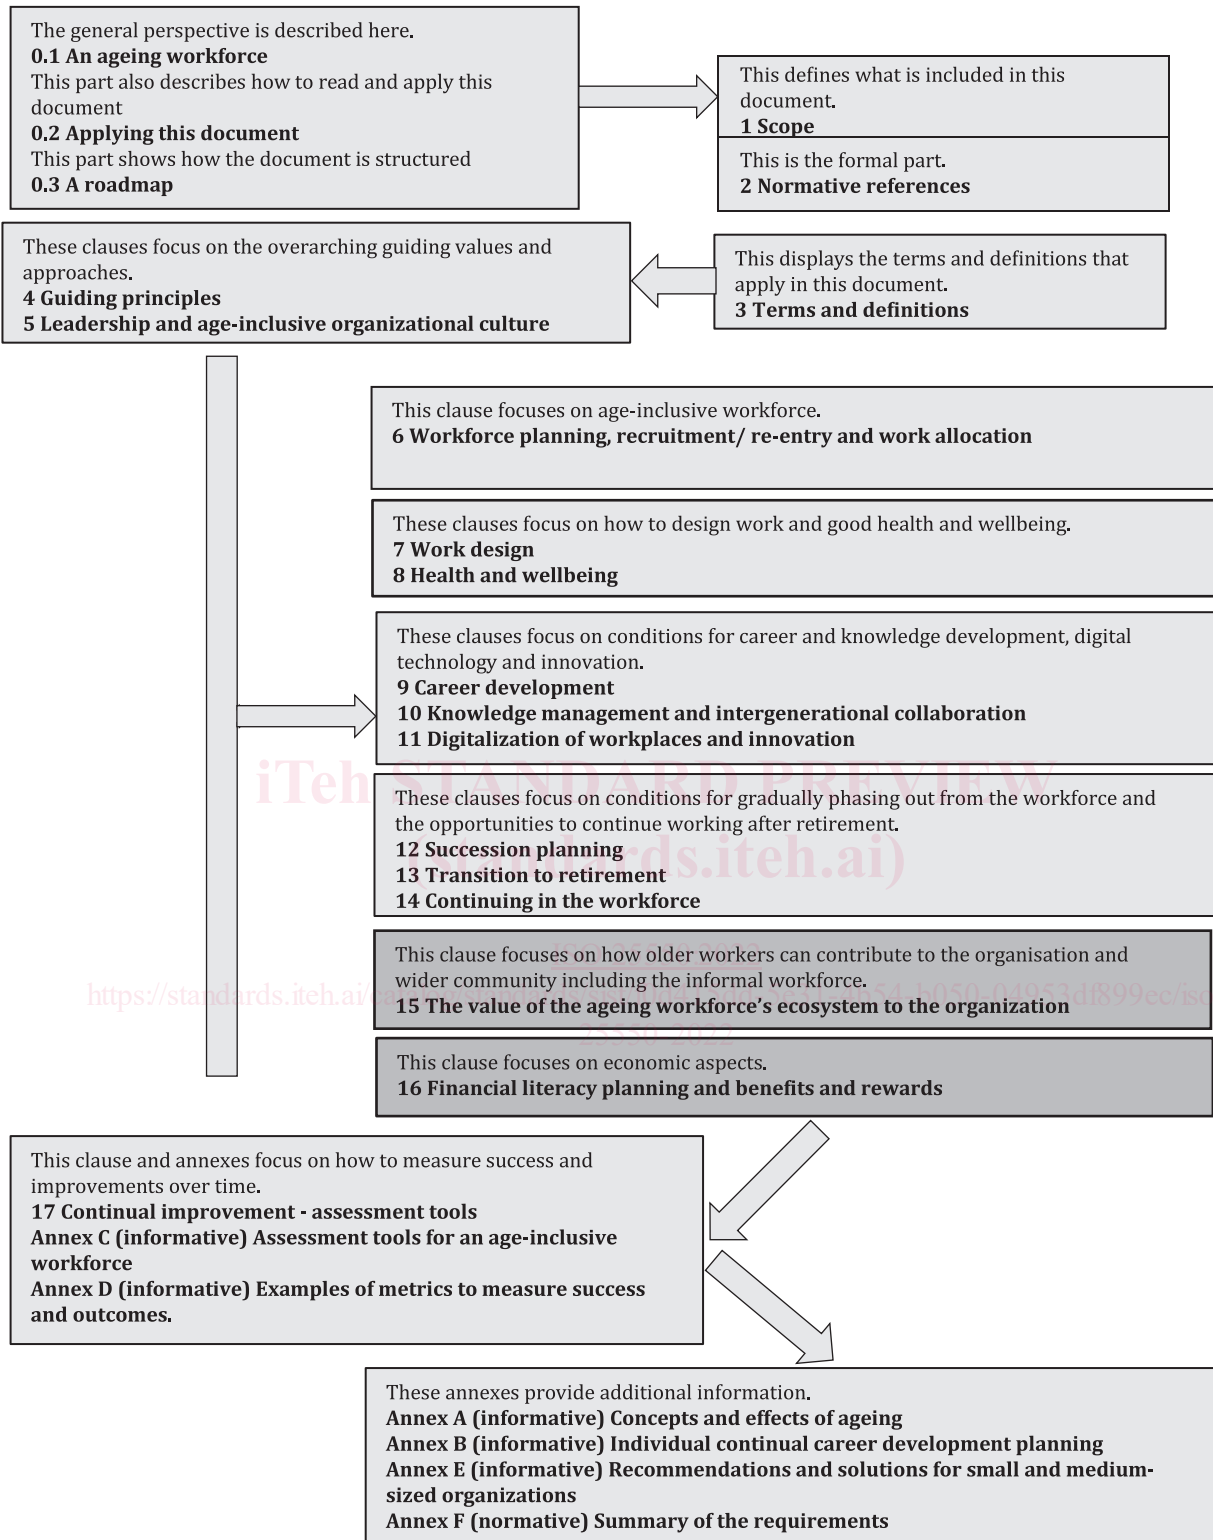 The general perspective is described here.
0.1 An ageing workforce
This part also describes how to read and apply this
document
0.2 Applying this document
This part shows how the document is structured
0.3 A roadmap
This defines what is included in this
document.
1 Scope
This is the formal part.
2 Normative references
These clauses focus on the overarching guiding values and
approaches.
4 Guiding principles
5 Leadership and age-inclusive organizational culture
This displays the terms and definitions that
apply in this document.
3 Terms and definitions
This clause focuses on age-inclusive workforce.
6 Workforce planning, recruitment/ re-entry and work allocation
These clauses focus on how to design work and good health and wellbeing.
7 Work design
8 Health and wellbeing
These clauses focus on conditions for career and knowledge development, digital
technology and innovation.
9 Career development
10 Knowledge management and intergenerational collaboration
11 Digitalization of workplaces and innovation
iTeh STANDARD PREVIEW
These clauses focus on conditions for gradually phasing out from the workforce and
the opportunities to continue working after retirement.
12 Succession planning
(standards.iteh.ai)
13 Transition to retirement
14 Continuing in the workforce
ISO 25550:2022
This clause focuses on how older workers can contribute to the organisation and
wider community including the informal workforce.
https://standards.iteh.ai/catalog/standards/sist/
15 The value of the ageing workforce's ecosystem to the organization
25550-2022
This clause focuses on economic aspects.
16 Financial literacy planning and benefits and rewards
This clause and annexes focus on how to measure success and
improvements over time.
17 Continual improvement - assessment tools
Annex C (informative) Assessment tools for an age-inclusive
workforce
Annex D (informative) Examples of metrics to measure success
and outcomes.
These annexes provide additional information.
Annex A (informative) Concepts and effects of ageing
Annex B (informative) Individual continual career development planning
Annex E (informative) Recommendations and solutions for small and medium-
sized organizations
Annex F (normative) Summary of the requirements